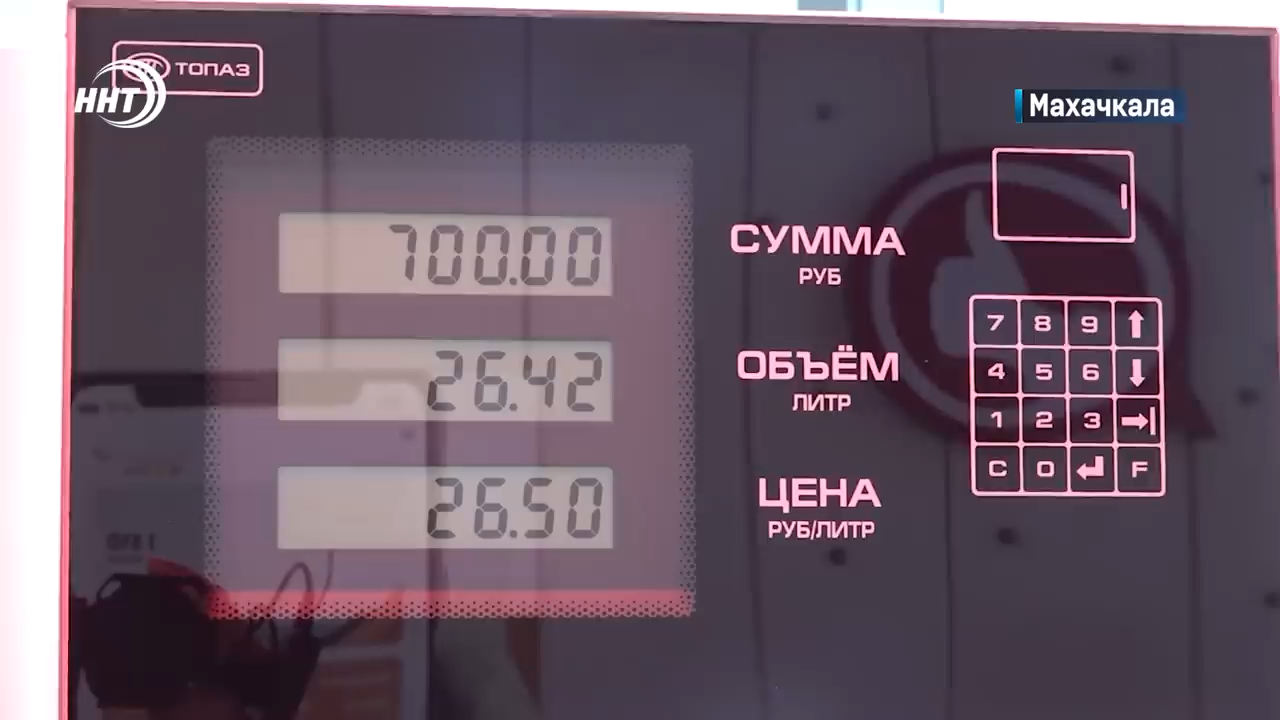 ТОПАЗ
ННТ
Махачкала
700.00
СУММА
РУБ
26.42
ОБЪЁМ
ЛИТР
26.50
ЦЕНА
РУБ/ЛИТР
7 8 9 ↑
4 5 6 ↓
1 2 3 →|
C 0 ↵ F